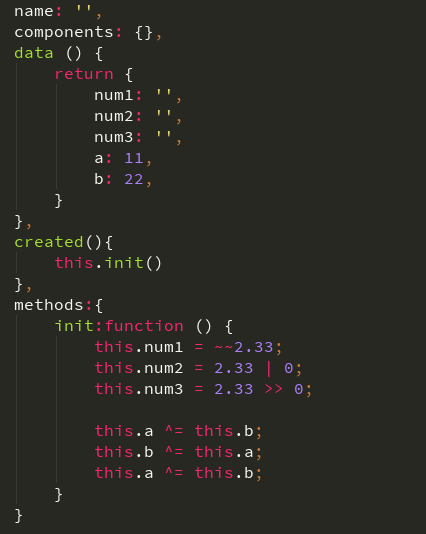 name: '',
components: {},
data () {
return {
num1: '',
num2: '',
num3: '',
a: 11,
b: 22,
}
},
created(){
this.init()
},
methods:{
init:function () {
this.num1 = ~~2.33;
this.num2 = 2.33 | 0;
this.num3 = 2.33 >> 0;
this.a ^= this.b;
this.b ^= this.a;
this.a ^= this.b;
}
}